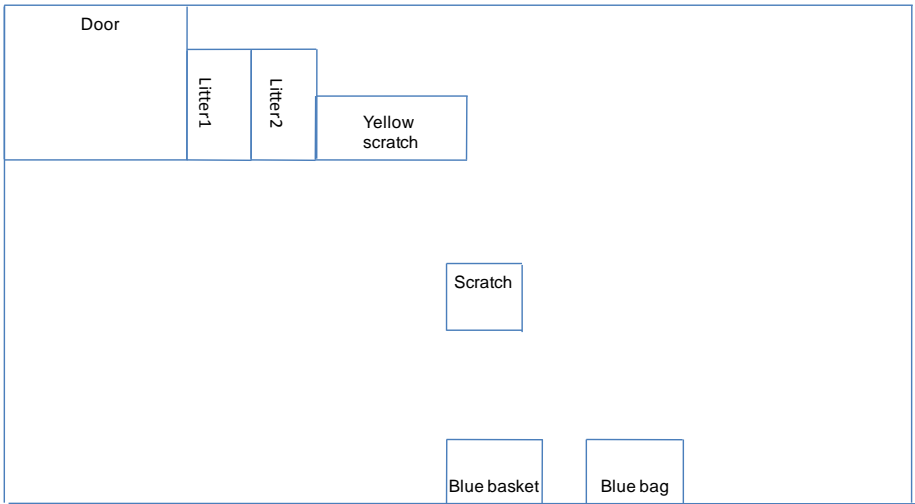 Door
Litter1
Litter2
Yellow
scratch
Scratch
Blue basket
Blue bag